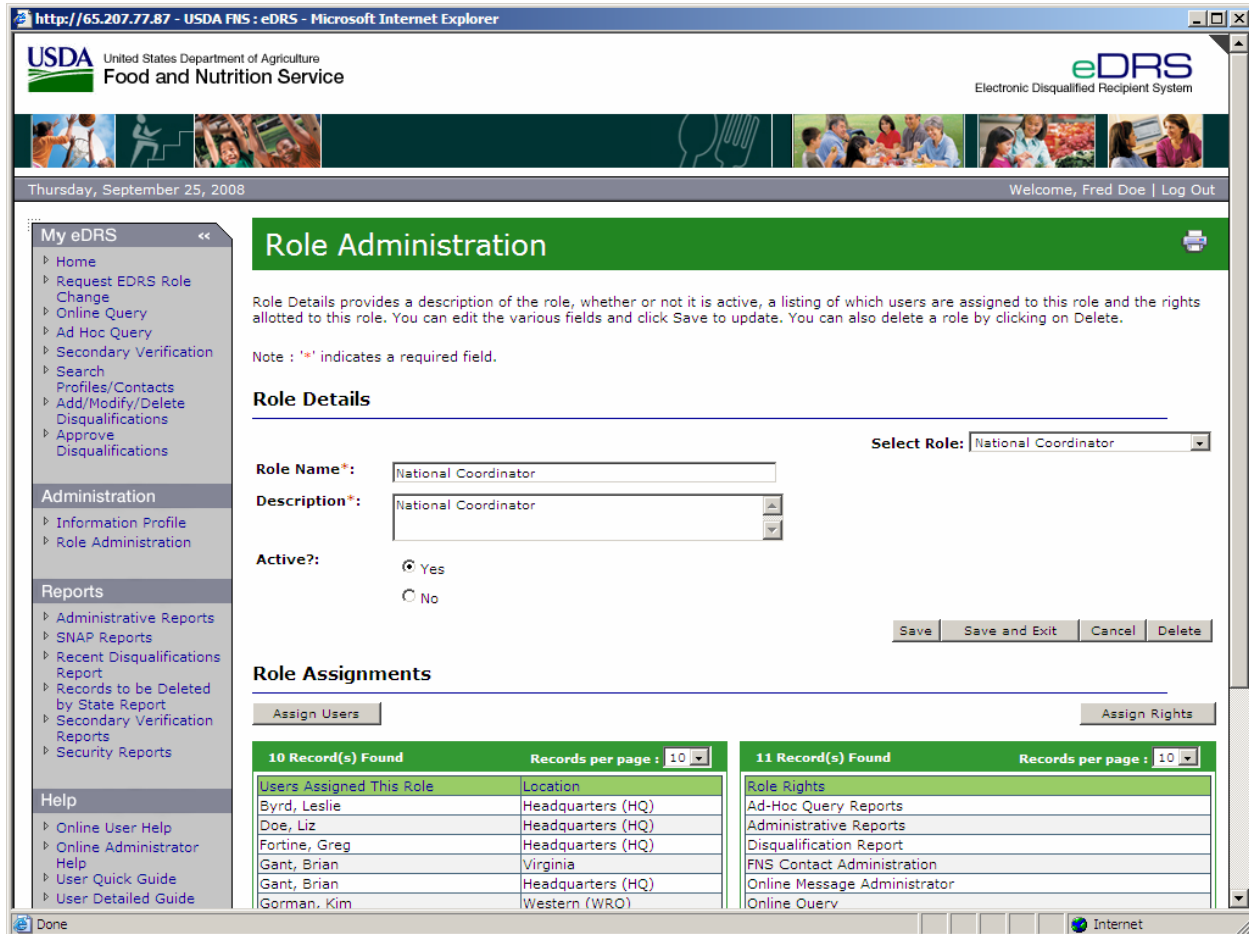 http://65.207.77.87 - USDA FNS : eDRS - Microsoft Internet Explorer
USDA United States Department of Agriculture
Food and Nutrition Service
eDRS
Electronic Disqualified Recipient System
Thursday, September 25, 2008
Welcome, Fred Doe | Log Out
My eDRS <<
Home
Request EDRS Role
Change
Online Query
Ad Hoc Query
Secondary Verification
Search
Profiles/Contacts
Add/Modify/Delete
Disqualifications
Approve
Disqualifications
Administration
Information Profile
Role Administration
Reports
Administrative Reports
SNAP Reports
Recent Disqualifications
Report
Records to be Deleted
by State Report
Secondary Verification
Reports
Security Reports
Help
Online User Help
Online Administrator
Help
User Quick Guide
User Detailed Guide
Role Administration
Role Details provides a description of the role, whether or not it is active, a listing of which users are assigned to this role and the rights
allotted to this role. You can edit the various fields and click Save to update. You can also delete a role by clicking on Delete.
Note : '*' indicates a required field.
Role Details
Select Role: National Coordinator
Role Name*: National Coordinator
Description*: National Coordinator
Active?: Yes
No
Save Save and Exit Cancel Delete
Role Assignments
Assign Users Assign Rights
10 Record(s) Found Records per page : 10
Users Assigned This Role Location
Byrd, Leslie Headquarters (HQ)
Doe, Liz Headquarters (HQ)
Fortine, Greg Headquarters (HQ)
Gant, Brian Virginia
Gant, Brian Headquarters (HQ)
Gorman, Kim Western (WRO)
11 Record(s) Found Records per page : 10
Role Rights
Ad-Hoc Query Reports
Administrative Reports
Disqualification Report
FNS Contact Administration
Online Message Administrator
Online Query
Done Internet